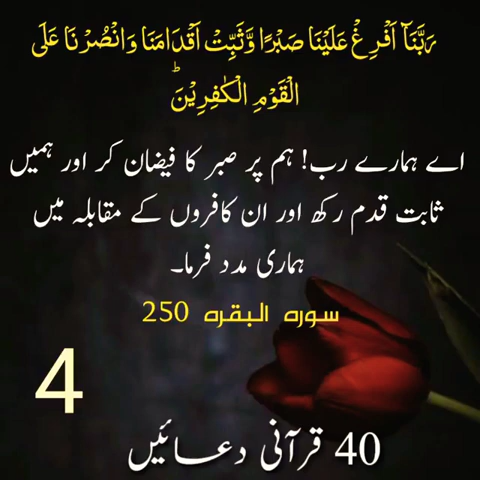 رَبَّنَآ اَفۡرِغۡ عَلَيۡنَا صَبۡرًا وَّثَبِّتۡ اَقۡدَامَنَا وَانۡصُرۡنَا عَلَى
الۡقَوۡمِ الۡکٰفِرِيۡنَؕ
اے ہمارے رب! ہم پر صبر کا فیضان کر اور ہمیں
ثابت قدم رکھ اور ان کافروں کے مقابلہ میں
ہماری مدد فرما۔
سورہ البقرہ 250
4
40 قرآنی دعائیں